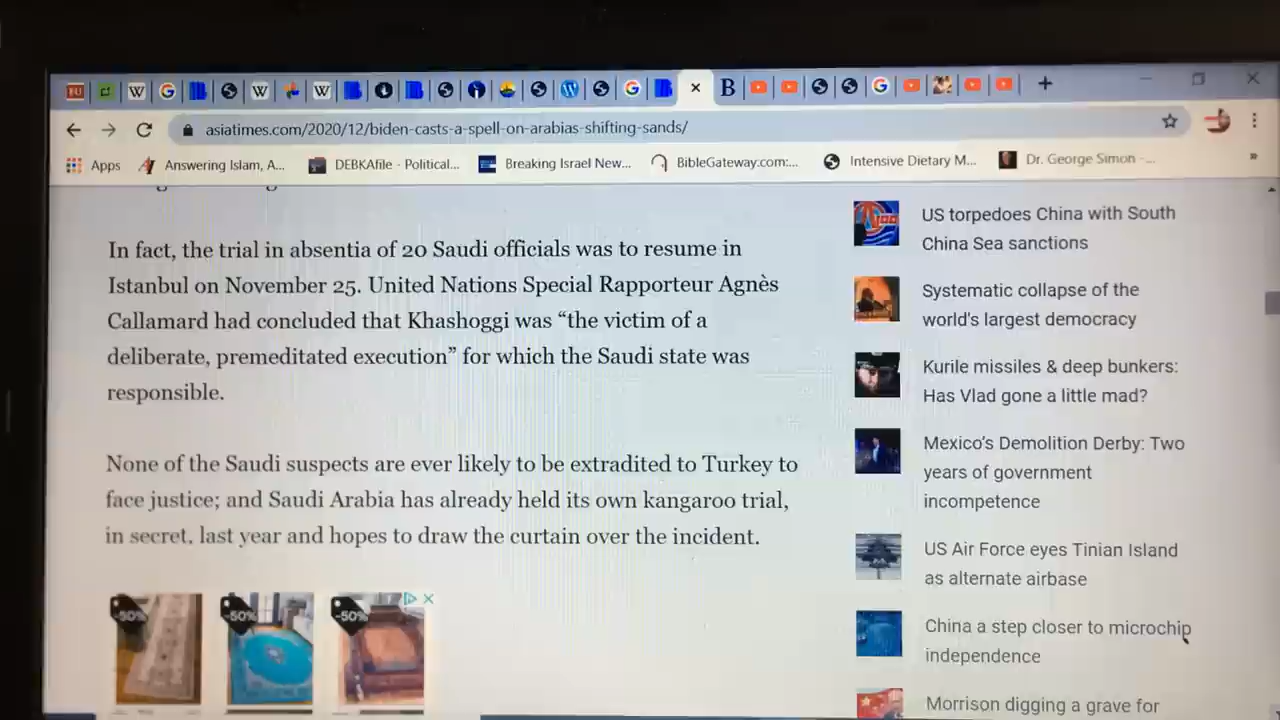 asiatimes.com/2020/12/biden-casts-a-spell-on-arabias-shifting-sands/
Apps
Answering Islam, A...
DEBKAfile - Political...
Breaking Israel New...
BibleGateway.com:...
Intensive Dietary M...
Dr. George Simon -...
In fact, the trial in absentia of 20 Saudi officials was to resume in
Istanbul on November 25. United Nations Special Rapporteur Agnès
Callamard had concluded that Khashoggi was “the victim of a
deliberate, premeditated execution” for which the Saudi state was
responsible.
None of the Saudi suspects are ever likely to be extradited to Turkey to
face justice; and Saudi Arabia has already held its own kangaroo trial,
in secret, last year and hopes to draw the curtain over the incident.
-50%
-50%
-50%
US torpedoes China with South
China Sea sanctions
Systematic collapse of the
world's largest democracy
Kurile missiles & deep bunkers:
Has Vlad gone a little mad?
Mexico's Demolition Derby: Two
years of government
incompetence
US Air Force eyes Tinian Island
as alternate airbase
China a step closer to microchip
independence
Morrison digging a grave for